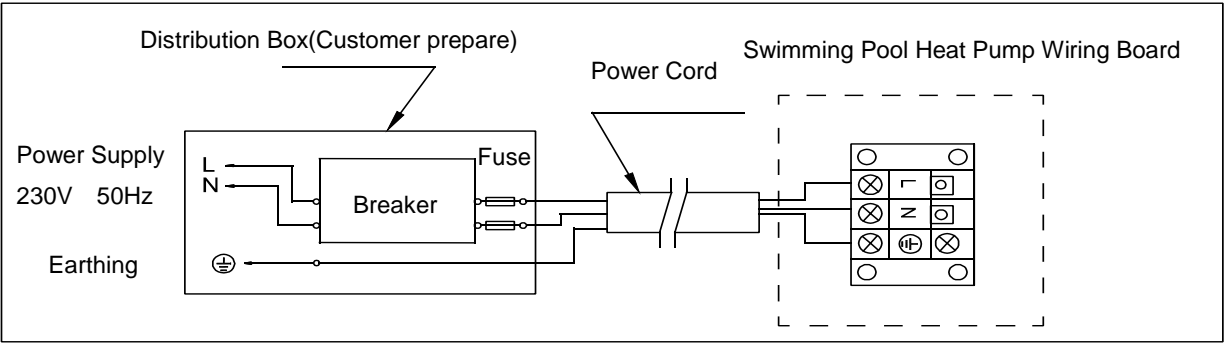 Distribution Box(Customer prepare)
Swimming Pool Heat Pump Wiring Board
Power Cord
Power Supply
230V 50Hz
L
N
Fuse
Breaker
Earthing
L
N